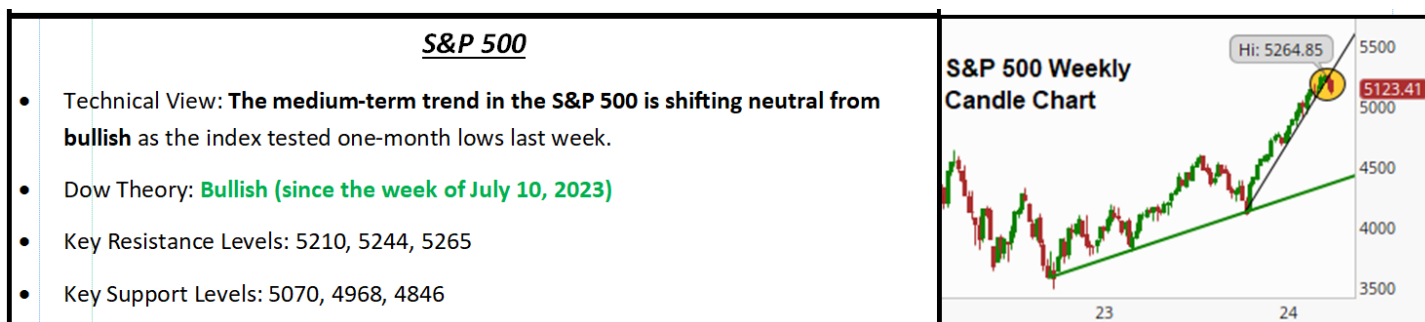 S&P 500
• Technical View: The medium-term trend in the S&P 500 is shifting neutral from
bullish as the index tested one-month lows last week.
• Dow Theory: Bullish (since the week of July 10, 2023)
• Key Resistance Levels: 5210, 5244, 5265
• Key Support Levels: 5070, 4968, 4846
S&P 500 Weekly
Candle Chart
Hi: 5264.85
5500
5123.41
5000
4500
4000
3500
23 24